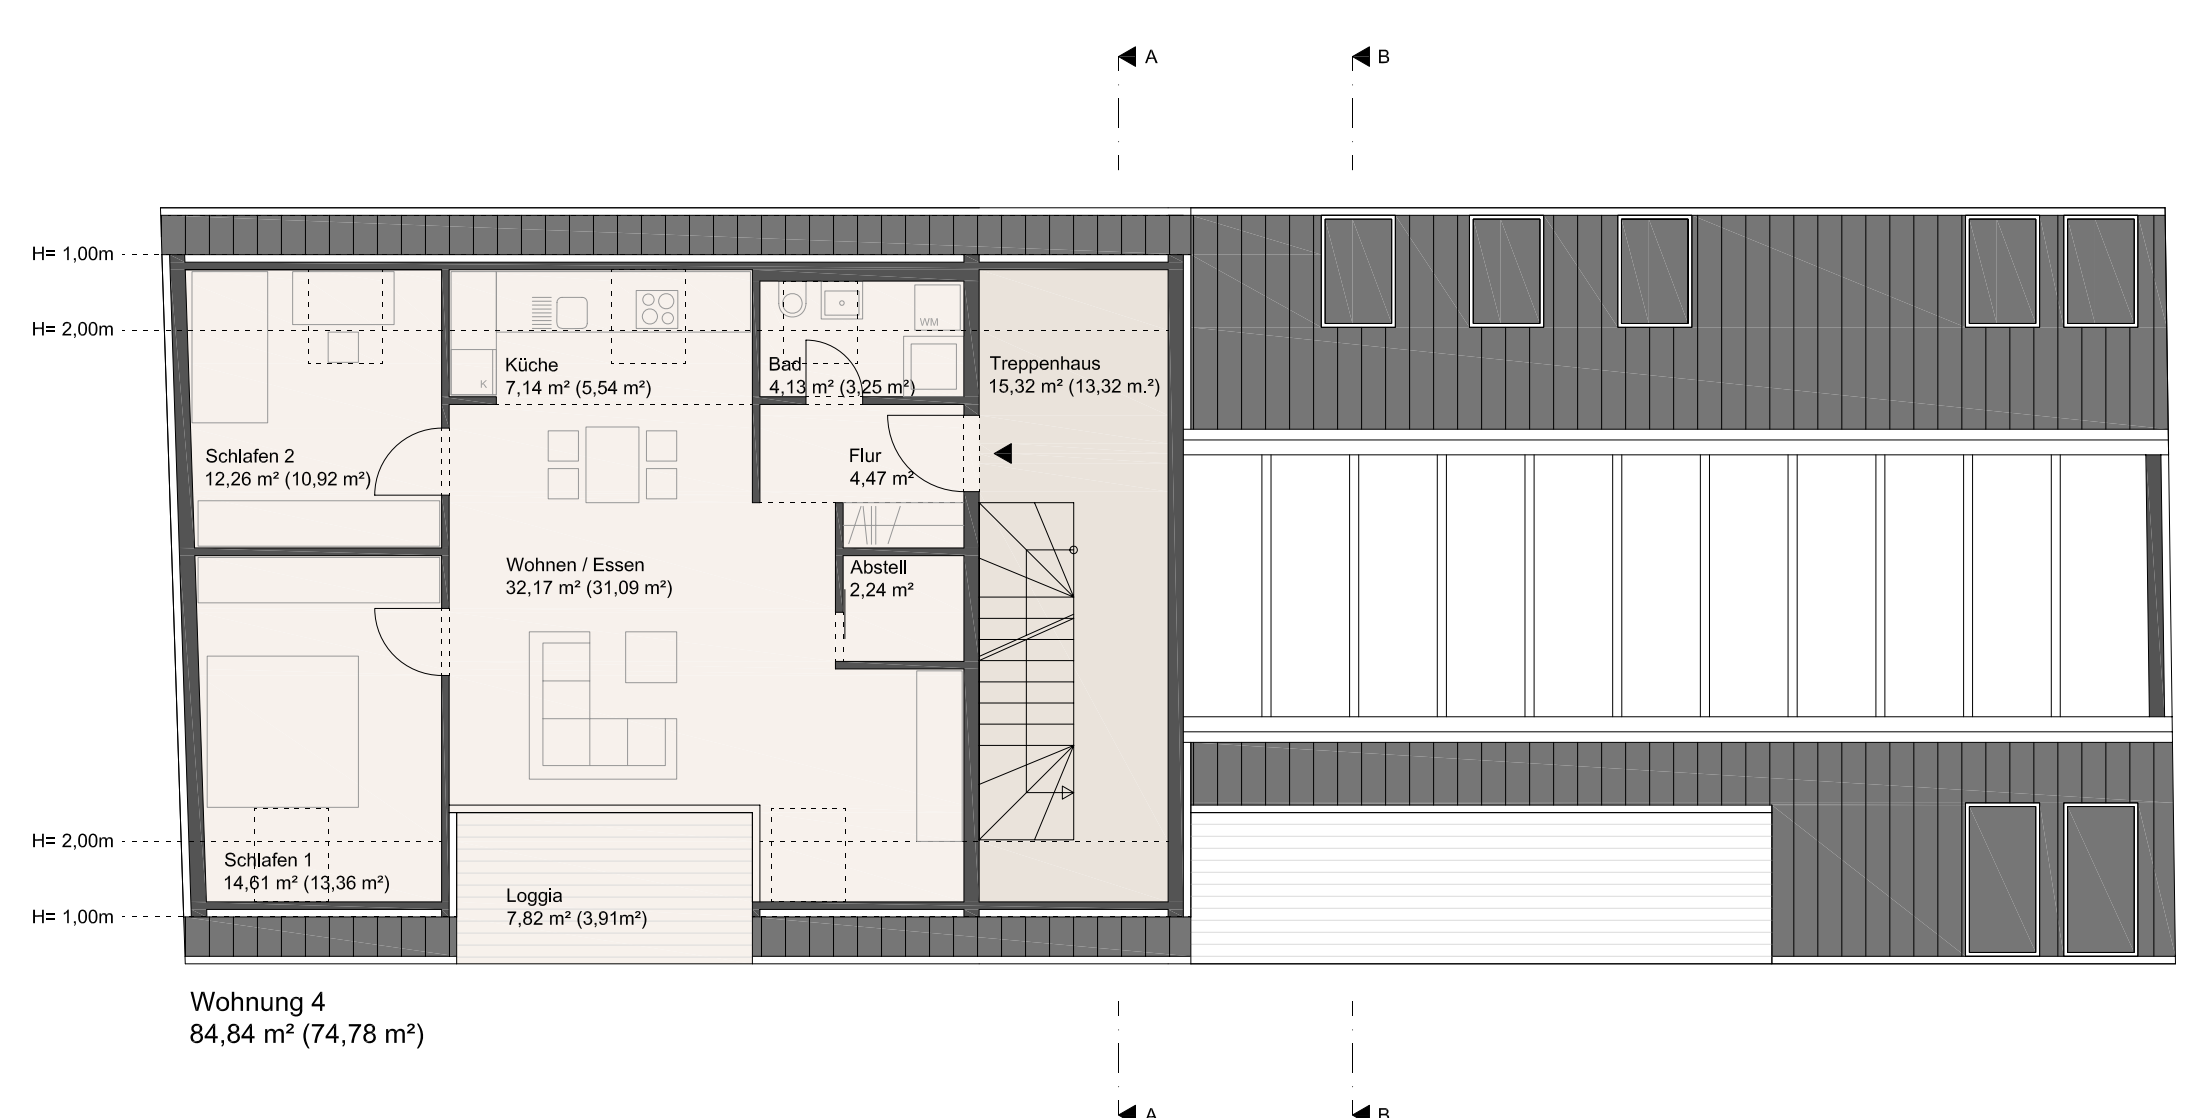 A
B
H= 1,00m
H= 2,00m
WM
Küche
7,14 m² (5,54 m²)
K
Bad
4,13 m² (3,25 m²)
Treppenhaus
15,32 m² (13,32 m.²)
Schlafen 2
12,26 m² (10,92 m²)
Flur
4,47 m²
Wohnen / Essen
32,17 m² (31,09 m²)
Abstell
2,24 m²
H= 2,00m
Schlafen 1
14,61 m² (13,36 m²)
Loggia
7,82 m² (3,91m²)
H= 1,00m
Wohnung 4
84,84 m² (74,78 m²)
A
B